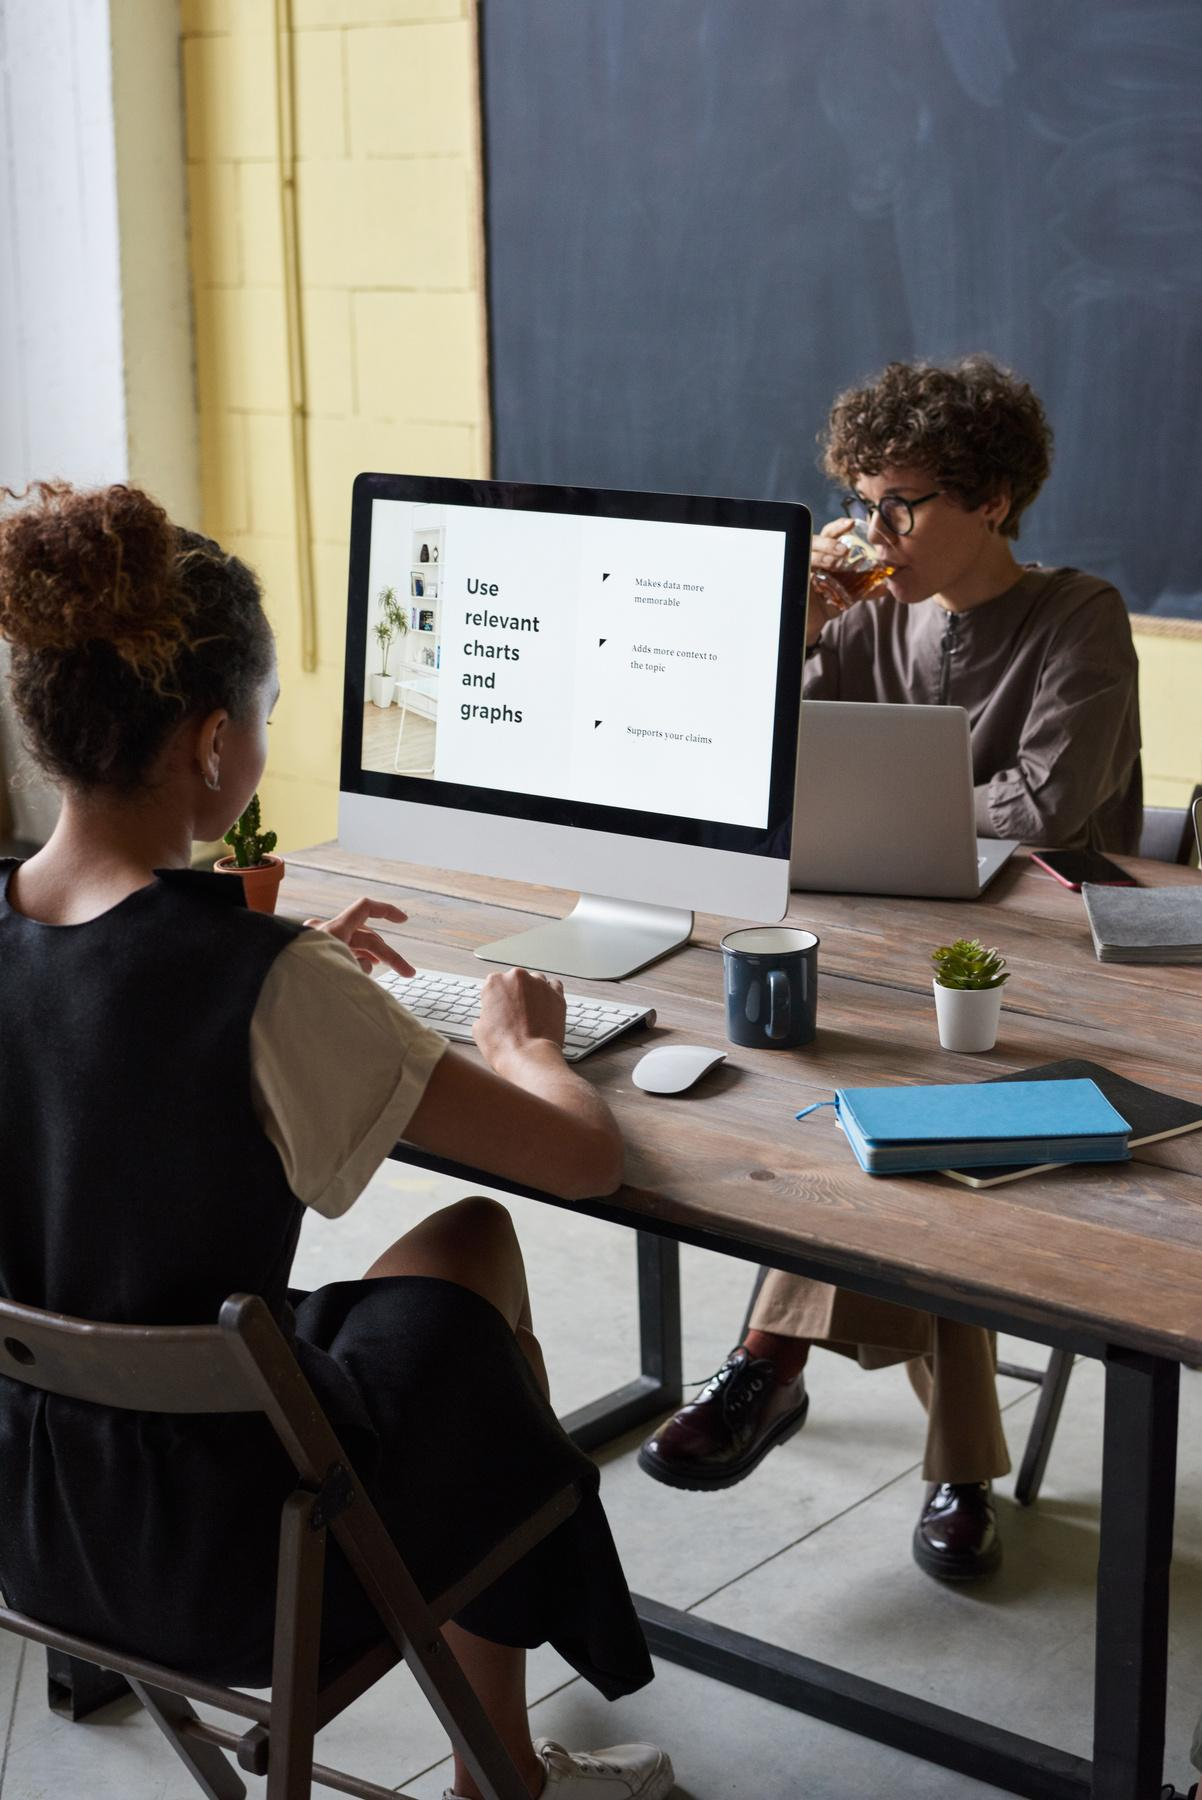 Use
relevant
charts
and
graphs
Makes data more
memorable
Adds more context to
the topic
Supports your claims